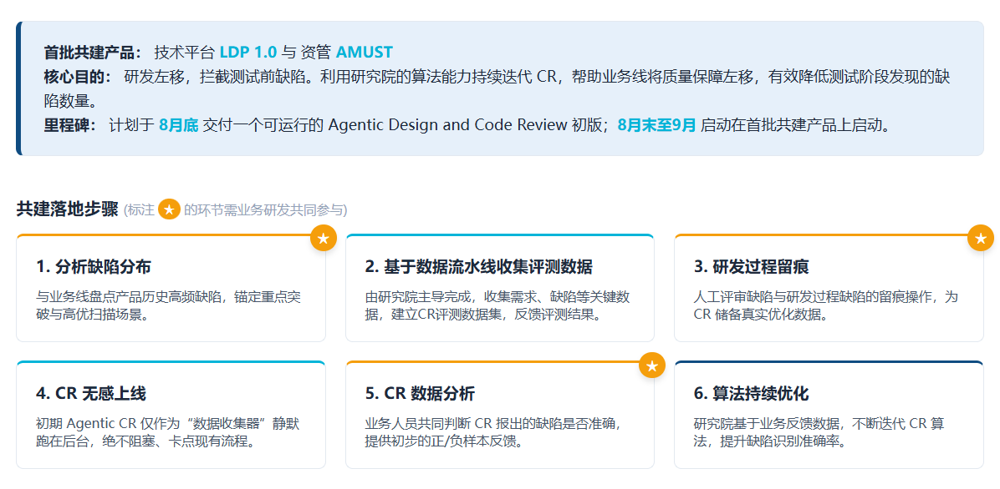 首批共建产品： 技术平台 LDP 1.0 与 资管 AMUST
核心目的： 研发左移，拦截测试前缺陷。利用研究院的算法能力持续迭代 CR，帮助业务线将质量保障左移，有效降低测试阶段发现的缺
陷数量。
里程碑： 计划于 8月底 交付一个可运行的 Agentic Design and Code Review 初版；8月末至9月 启动在首批共建产品上启动。
共建落地步骤 (标注 ★ 的环节需业务研发共同参与)
1. 分析缺陷分布
与业务线盘点产品历史高频缺陷，锚定重点突
破与高优扫描场景。
2. 基于数据流水线收集评测数据
由研究院主导完成，收集需求、缺陷等关键数
据，建立CR评测数据集，反馈评测结果。
3. 研发过程留痕
人工评审缺陷与研发过程缺陷的留痕操作，为
CR 储备真实优化数据。
4. CR 无感上线
初期 Agentic CR 仅作为“数据收集器”静默
跑在后台，绝不阻塞、卡点现有流程。
5. CR 数据分析
业务人员共同判断 CR 报出的缺陷是否准确，
提供初步的正/负样本反馈。
6. 算法持续优化
研究院基于业务反馈数据，不断迭代 CR 算
法，提升缺陷识别准确率。